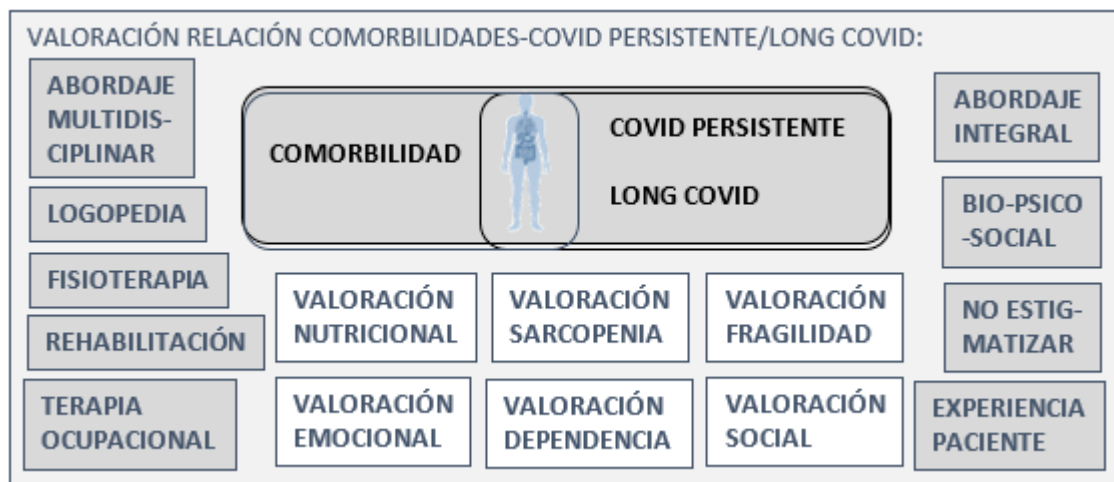 VALORACIÓN RELACIÓN COMORBILIDADES-COVID PERSISTENTE/LONG COVID:
ABORDAJE
MULTIDIS-
CIPLINAR
LOGOPEDIA
FISIOTERAPIA
REHABILITACIÓN
TERAPIA
OCUPACIONAL
COMORBILIDAD
COVID PERSISTENTE
LONG COVID
VALORACIÓN
NUTRICIONAL
VALORACIÓN
SARCOPENIA
VALORACIÓN
FRAGILIDAD
VALORACIÓN
EMOCIONAL
VALORACIÓN
DEPENDENCIA
VALORACIÓN
SOCIAL
ABORDAJE
INTEGRAL
BIO-PSICO
-SOCIAL
NO ESTIG-
MATIZAR
EXPERIENCIA
PACIENTE